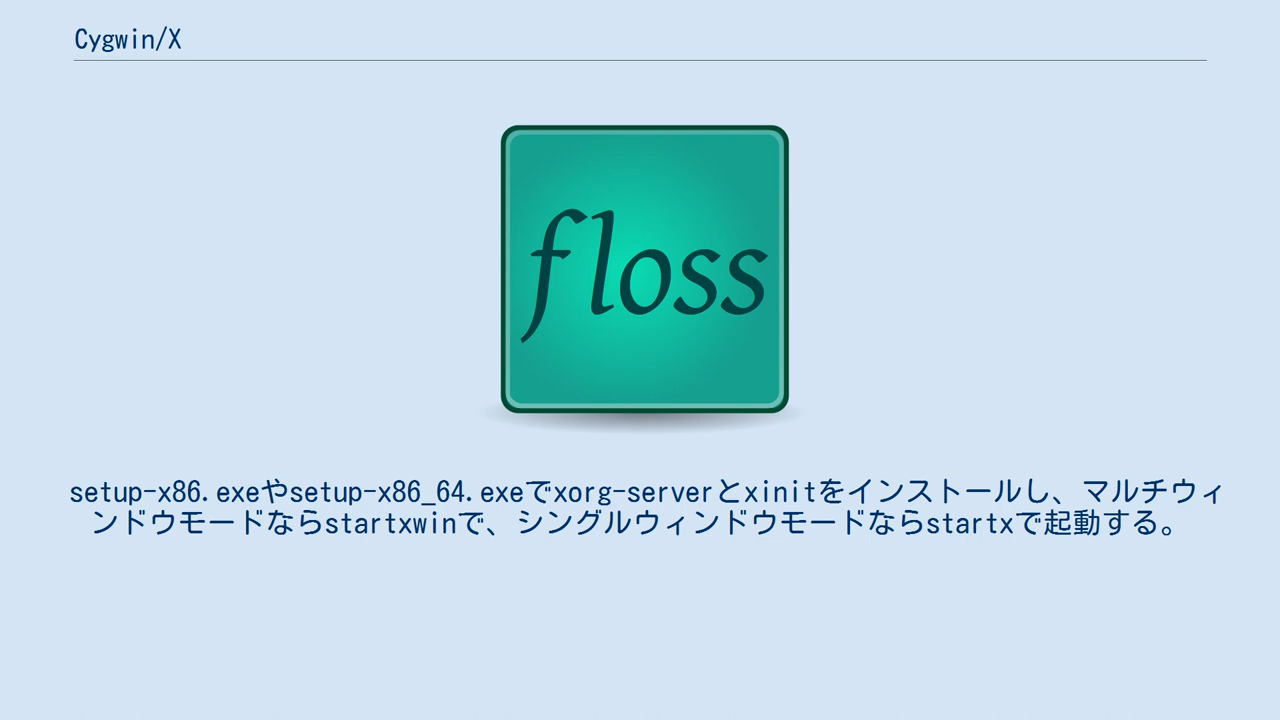 Cygwin/X
floss
setup-x86.exeやsetup-x86_64.exeでxorg-serverとxinitをインストールし、マルチウィ
ンドウモードならstartxwinで、シングルウィンドウモードならstartxで起動する。